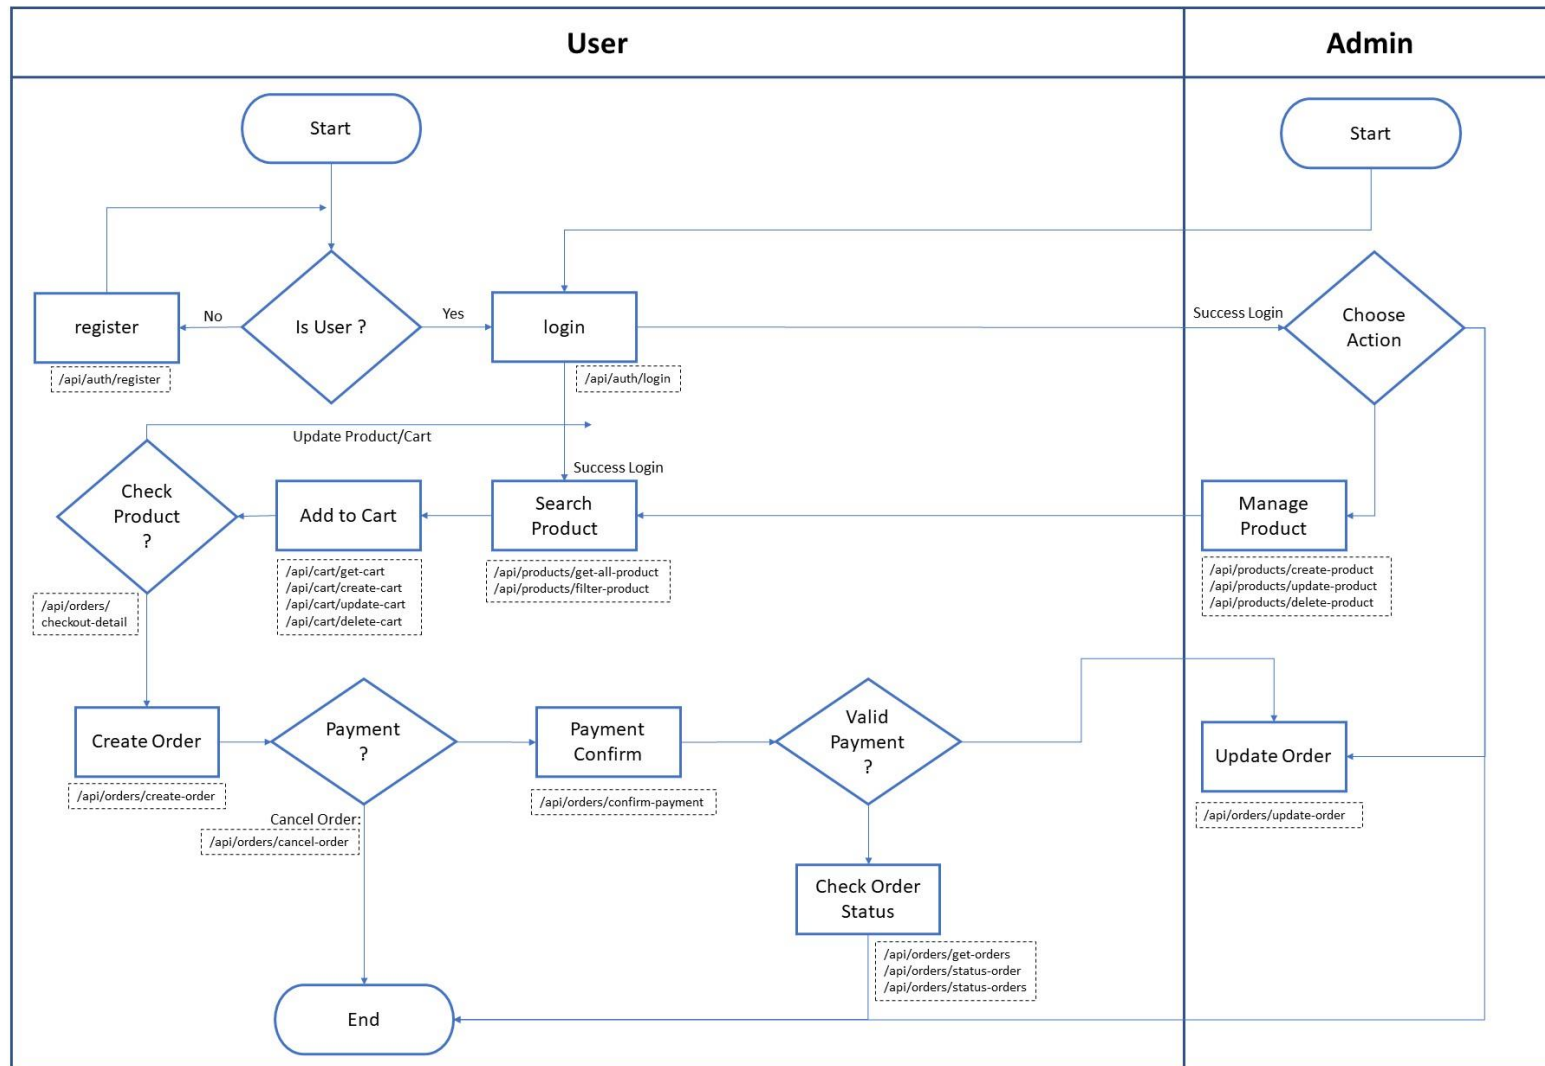 User
Admin
Start
Start
register
No
Is User ?
Yes
login
Success Login
Choose
Action
/api/auth/register
/api/auth/login
Update Product/Cart
Success Login
Check
Product
?
Add to Cart
Search
Product
Manage
Product
/api/cart/get-cart
/api/cart/create-cart
/api/cart/update-cart
/api/cart/delete-cart
/api/products/get-all-product
/api/products/filter-product
/api/products/create-product
/api/products/update-product
/api/products/delete-product
/api/orders/
checkout-detail
Create Order
Payment
?
Payment
Confirm
Valid
Payment
?
Update Order
/api/orders/create-order
/api/orders/confirm-payment
/api/orders/update-order
Cancel Order:
/api/orders/cancel-order
Check Order
Status
/api/orders/get-orders
/api/orders/status-order
/api/orders/status-orders
End